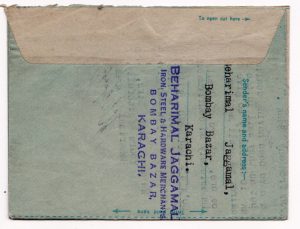 To open cut here
Sender's name and address :-
Beharimal Jaggamal,
Bombay Bazar,
Karachi.
BEHARIMAL JAGGAMAL
IRON, STEEL & HARDWARE MERCHANTS
BOMBAY BAZAR,
KARACHI.